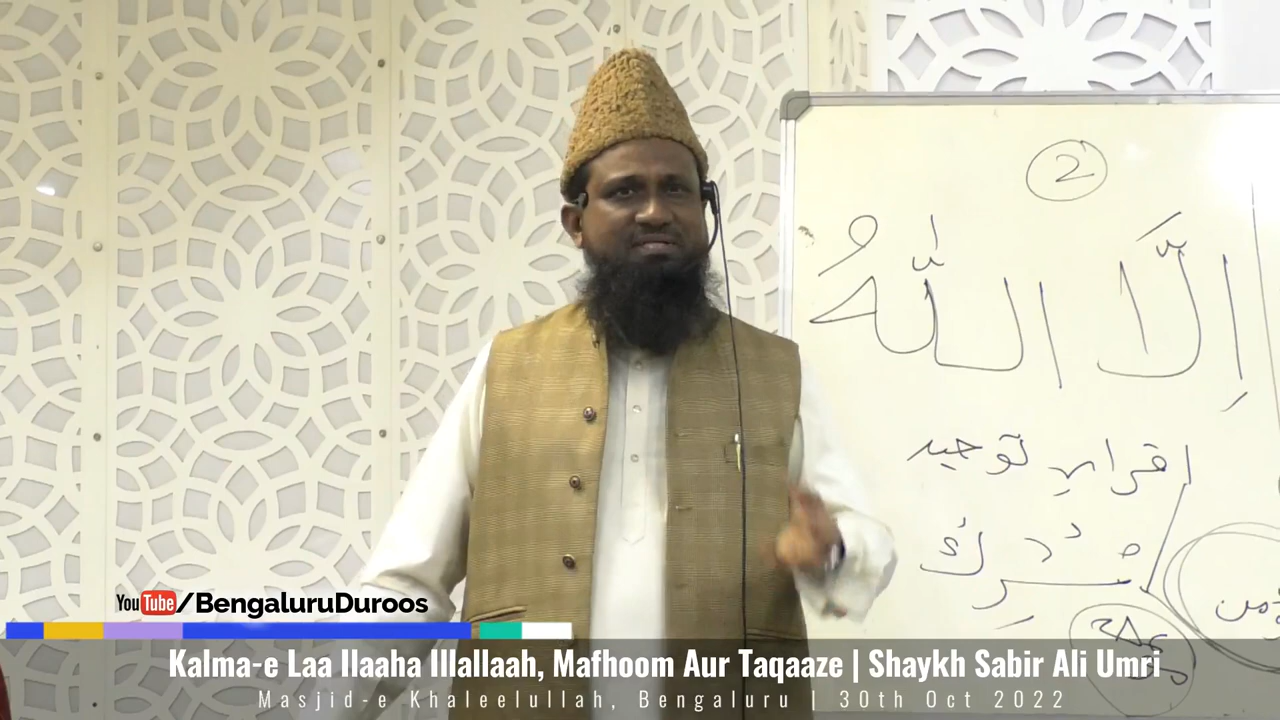 2
إِلَّا اللّٰهُ
اقرارِ توحید
YouTube/BengaluruDuroos
Kalma-e Laa Ilaaha Illallaah, Mafhoom Aur Taqaaze | Shaykh Sabir Ali Umri
Masjid-e Khaleelullah, Bengaluru | 30th Oct 2022